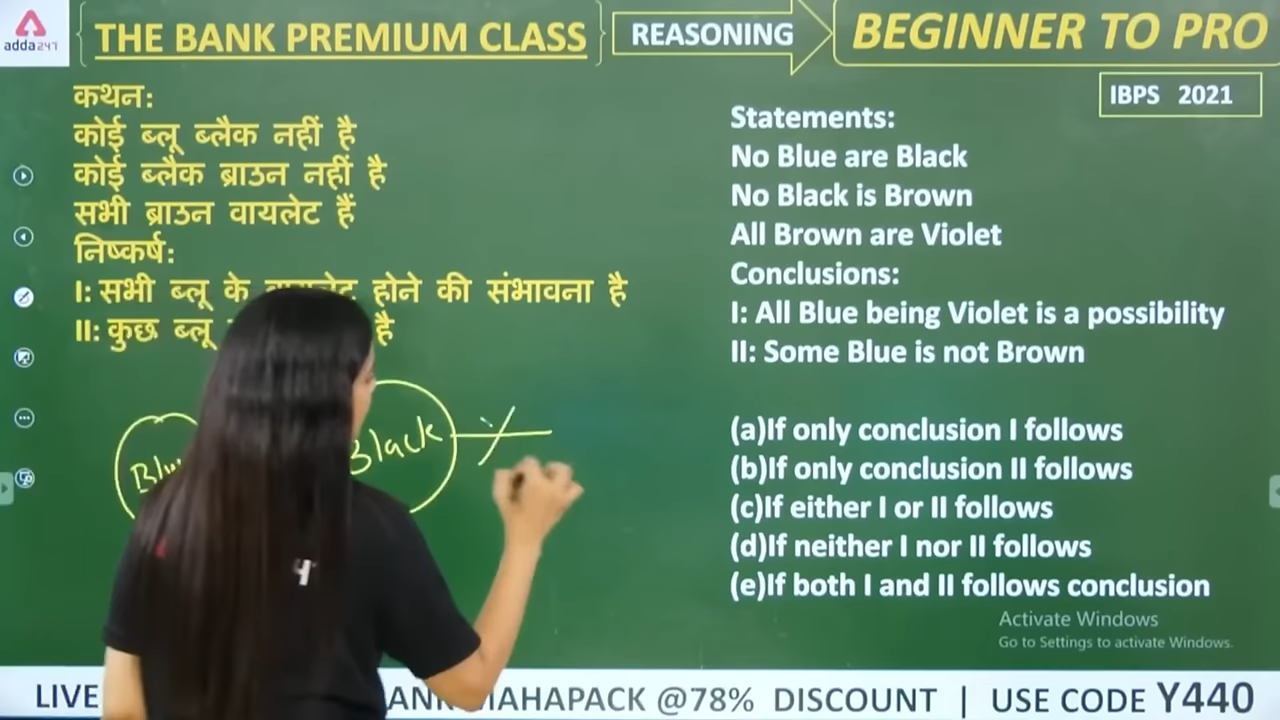 adda247
THE BANK PREMIUM CLASS
REASONING
BEGINNER TO PRO
IBPS 2021
कथन:
कोई ब्लू ब्लैक नहीं है
कोई ब्लैक ब्राउन नहीं है
सभी ब्राउन वायलेट हैं
निष्कर्ष:
I: सभी ब्लू के होने की संभावना है
II: कुछ ब्लू है
Black
Statements:
No Blue are Black
No Black is Brown
All Brown are Violet
Conclusions:
I: All Blue being Violet is a possibility
II: Some Blue is not Brown
(a)If only conclusion I follows
(b)If only conclusion II follows
(c)If either I or II follows
(d)If neither I nor II follows
(e)If both I and II follows conclusion
Activate Windows
Go to Settings to activate Windows.
LIVE MAHAPACK @78% DISCOUNT | USE CODE Y440